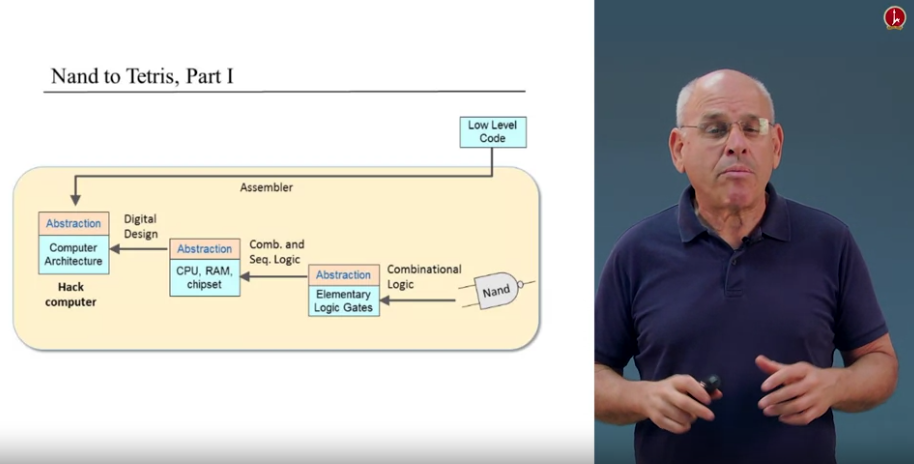 Nand to Tetris, Part I
Low Level
Code
Assembler
Abstraction
Computer
Architecture
Hack
computer
Digital
Design
Abstraction
CPU, RAM,
chipset
Comb. and
Seq. Logic
Abstraction
Elementary
Logic Gates
Combinational
Logic
Nand